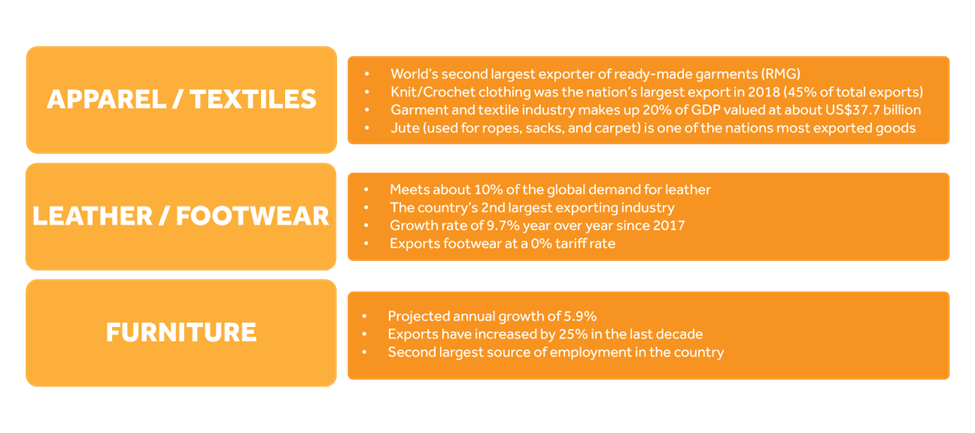 APPAREL / TEXTILES
• World's second largest exporter of ready-made garments (RMG)
• Knit/Crochet clothing was the nation's largest export in 2018 (45% of total exports)
• Garment and textile industry makes up 20% of GDP valued at about US$37.7 billion
• Jute (used for ropes, sacks, and carpet) is one of the nations most exported goods
LEATHER / FOOTWEAR
• Meets about 10% of the global demand for leather
• The country's 2nd largest exporting industry
• Growth rate of 9.7% year over year since 2017
• Exports footwear at a 0% tariff rate
FURNITURE
• Projected annual growth of 5.9%
• Exports have increased by 25% in the last decade
• Second largest source of employment in the country